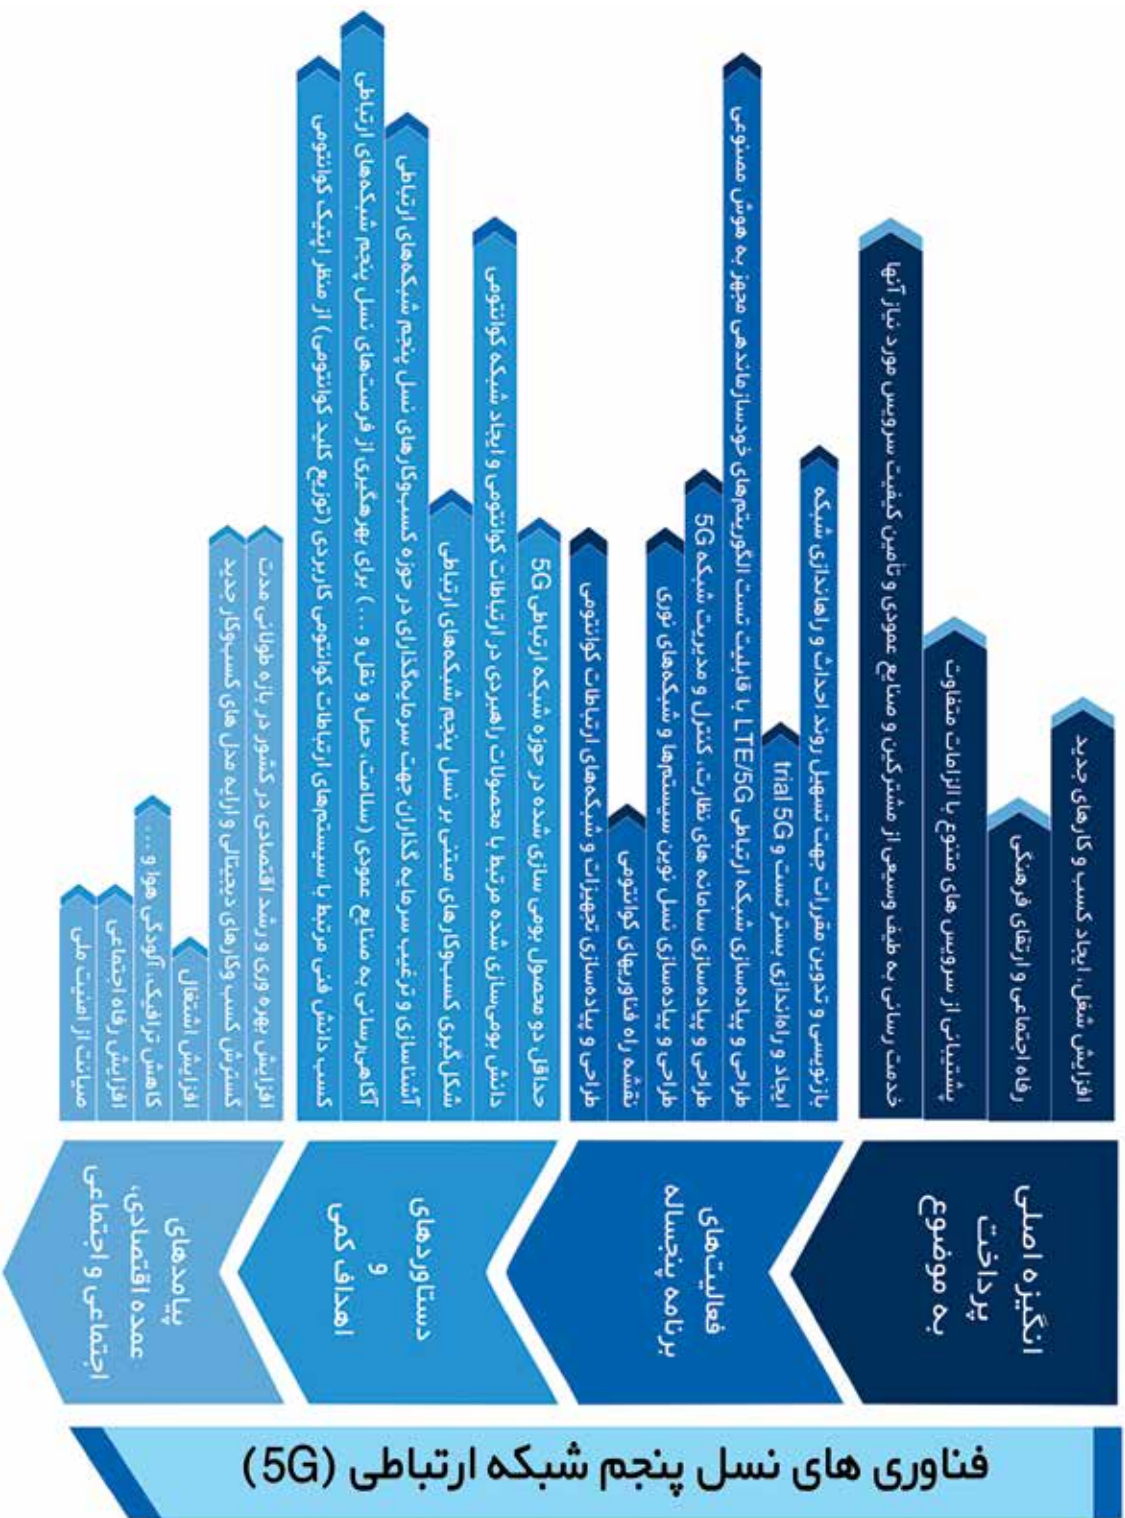 فناوری های نسل پنجم شبکه ارتباطی (5G)
انگیزه اصلی
پرداخت
به موضوع
افزایش شغل، ایجاد کسب و کارهای جدید
رفاه اجتماعی و ارتقای فرهنگی
پشتیبانی از سرویس های متنوع با الزامات متفاوت
خدمت رسانی به طیف وسیعی از مشترکین و صنایع عمودی و تأمین کیفیت سرویس مورد نیاز آنها
فعالیت‌های
برنامه پنجساله
بازنویسی و تدوین مقررات جهت تسهیل روند احداث و راه‌اندازی شبکه
ایجاد و راه‌اندازی بستر تست و trial 5G
طراحی و پیاده‌سازی شبکه ارتباطی LTE/5G با قابلیت تست الگوریتم‌های خودسازماندهی مجهز به هوش مصنوعی
طراحی و پیاده‌سازی سامانه های نظارت، کنترل و مدیریت شبکه 5G
طراحی و پیاده‌سازی نسل نوین سیستم‌ها و شبکه‌های نوری
نقشه راه فناوریهای کوانتومی
طراحی و پیاده‌سازی تجهیزات و شبکه‌های ارتباطات کوانتومی
دستاوردهای
و
اهداف کمی
حداقل دو محصول بومی سازی شده در حوزه شبکه ارتباطی 5G
دانش بومی‌سازی شده مرتبط با محصولات راهبردی در ارتباطات کوانتومی و ایجاد شبکه کوانتومی
شکل‌گیری کسب‌وکارهای مبتنی بر نسل پنجم شبکه‌های ارتباطی
آشناسازی و ترغیب سرمایه گذاران جهت سرمایه‌گذارای در حوزه کسب‌وکارهای نسل پنجم شبکه‌های ارتباطی
آگاهی‌رسانی به صنایع عمودی (سلامت، حمل و نقل و ...) برای بهره‌گیری از فرصت‌های نسل پنجم شبکه‌های ارتباطی
کسب دانش فنی مرتبط با سیستم‌های ارتباطات کوانتومی کاربردی (توزیع کلید کوانتومی) از منظر اپتیک کوانتومی
پیامدهای
عمده اقتصادی،
اجتماعی و اجتماعی
افزایش بهره وری و رشد اقتصادی در کشور در بازه طولانی مدت
گسترش کسب وکارهای دیجیتالی و ارایه مدل های کسب‌وکار جدید
افزایش اشتغال
کاهش ترافیک، آلودگی هوا و ...
افزایش رفاه اجتماعی
صیانت از امنیت ملی